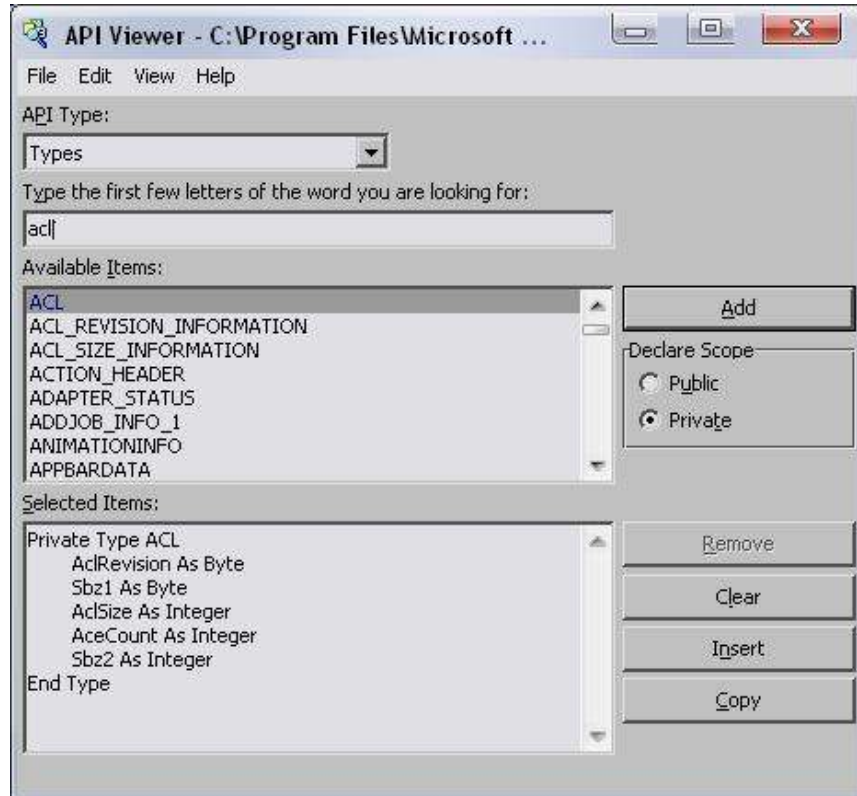 API Viewer - C:\Program Files\Microsoft ...
File Edit View Help
API Type:
Types
Type the first few letters of the word you are looking for:
acl
Available Items:
ACL
ACL_REVISION_INFORMATION
ACL_SIZE_INFORMATION
ACTION_HEADER
ADAPTER_STATUS
ADDJOB_INFO_1
ANIMATIONINFO
APPBARDATA
Add
Declare Scope
Public
Private
Selected Items:
Private Type ACL
AclRevision As Byte
Sbz1 As Byte
AclSize As Integer
AceCount As Integer
Sbz2 As Integer
End Type
Remove
Clear
Insert
Copy